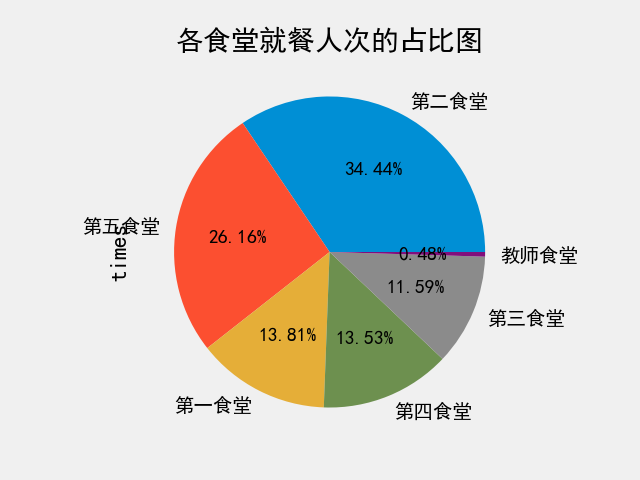 各食堂就餐人次的占比图
第二食堂
34.44%
第五食堂
26.16%
times
0.48%
教师食堂
11.59%
第三食堂
13.81%
13.53%
第一食堂
第四食堂